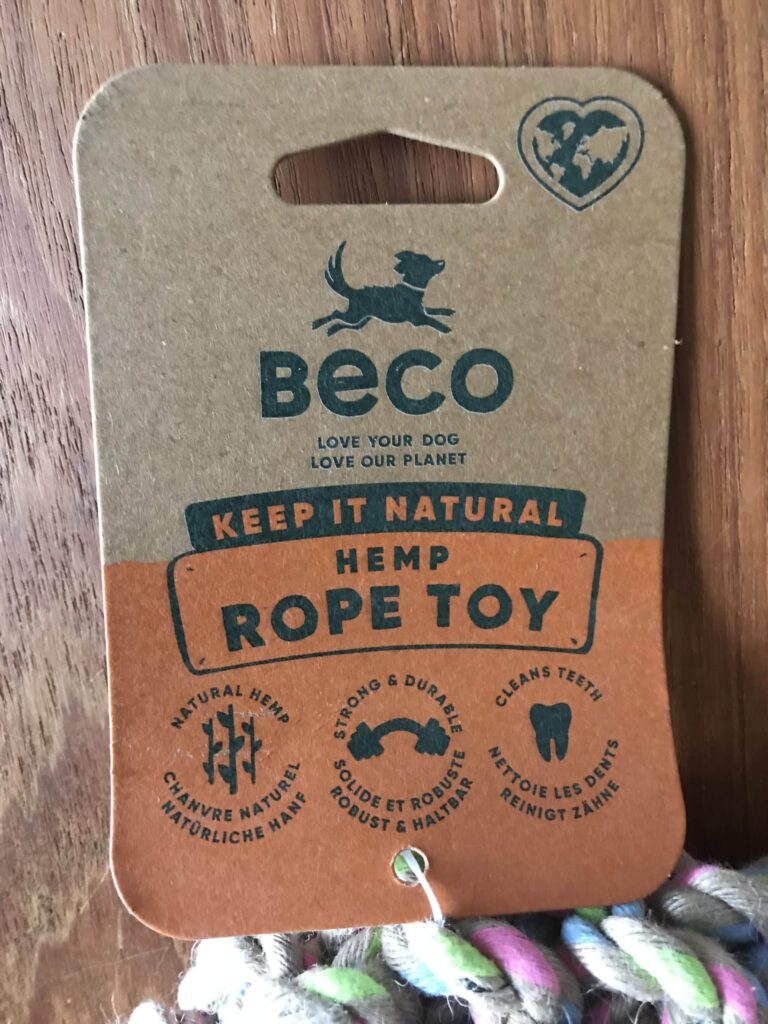 Beco
LOVE YOUR DOG
LOVE OUR PLANET
KEEP IT NATURAL
HEMP
ROPE TOY
NATURAL HEMP
CHANVRE NATUREL
NATÜRLICHE HANF
STRONG & DURABLE
SOLIDE ET ROBUSTE
ROBUST & HALTBAR
CLEANS TEETH
NETTOIE LES DENTS
REINIGT ZÄHNE